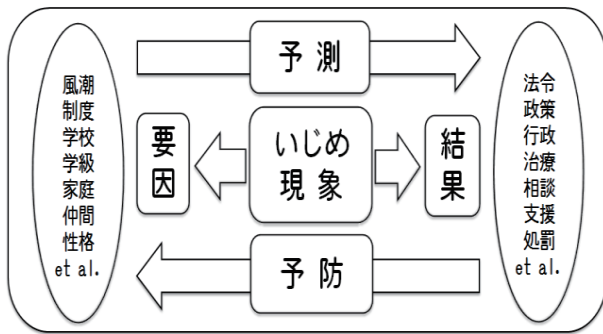 予測
風潮
制度
学校
学級
家庭
仲間
性格
et al.
要因
いじめ
現象
結果
法令
政策
行政
治療
相談
支援
処罰
et al.
予防